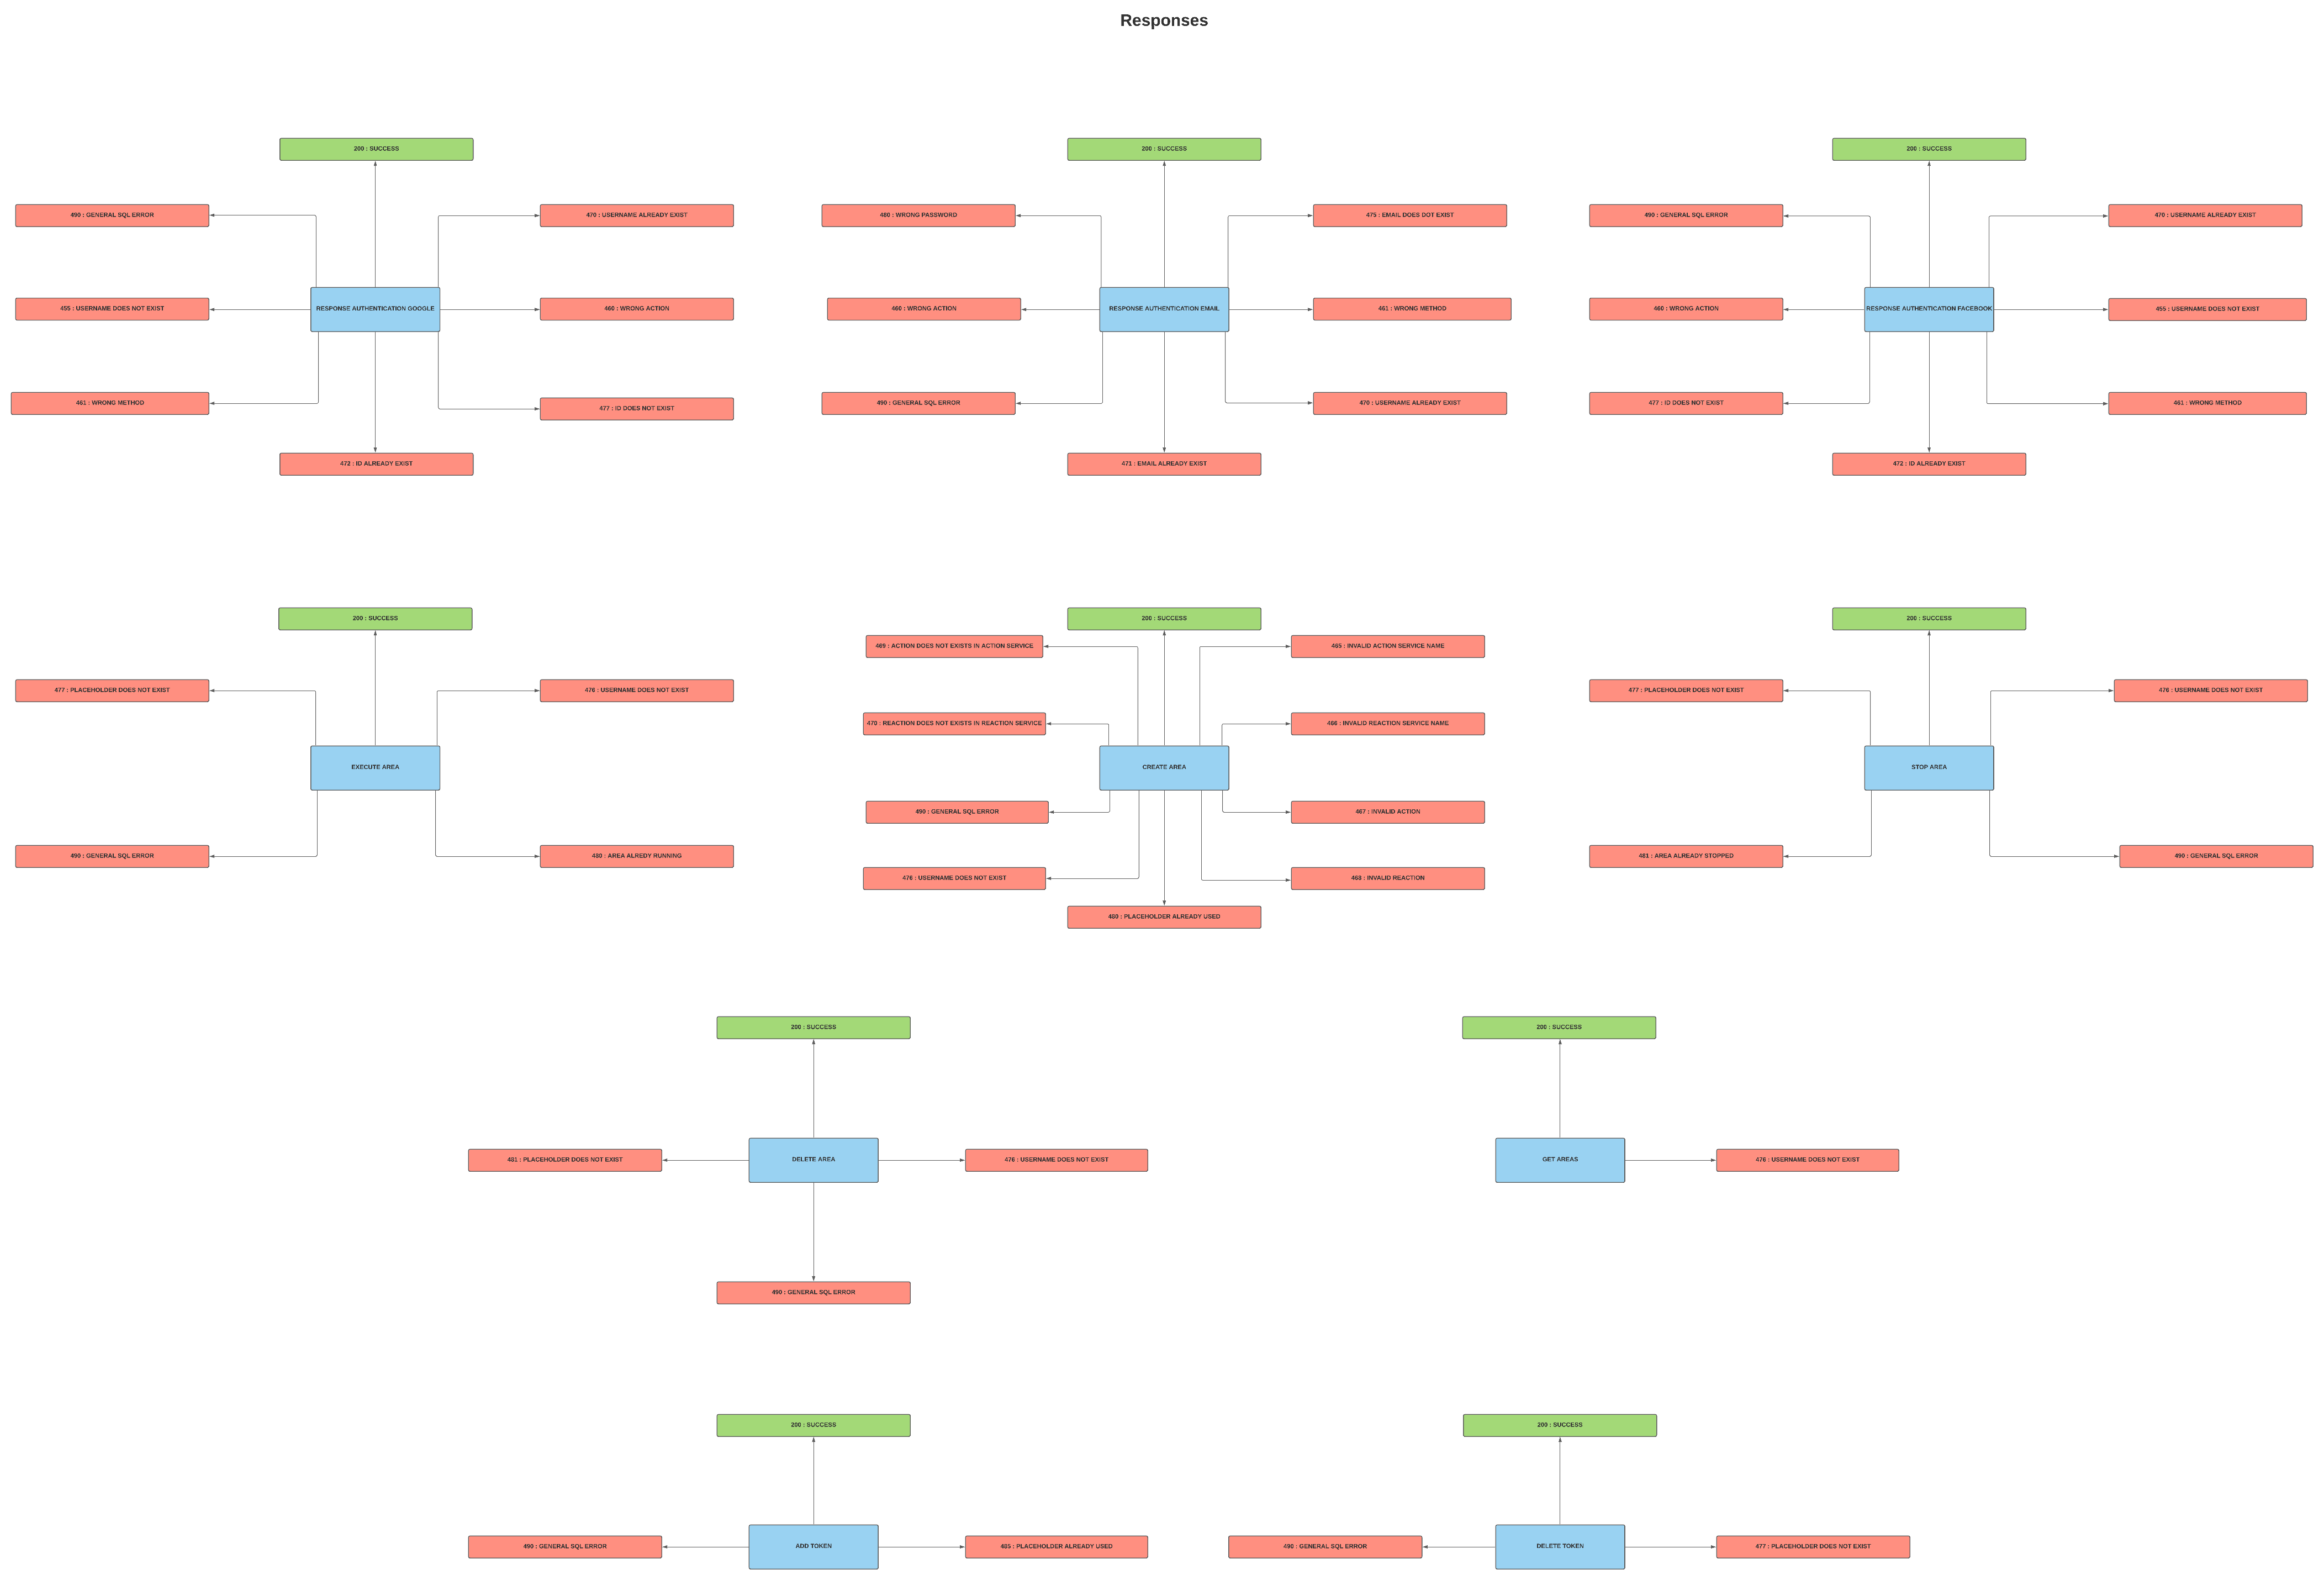 Responses
200 : SUCCESS
200 : SUCCESS
200 : SUCCESS
490 : GENERAL SQL ERROR
470 : USERNAME ALREADY EXIST
480 : WRONG PASSWORD
475 : EMAIL DOES DOT EXIST
490 : GENERAL SQL ERROR
470 : USERNAME ALREADY EXIST
455 : USERNAME DOES NOT EXIST
RESPONSE AUTHENTICATION GOOGLE
460 : WRONG ACTION
460 : WRONG ACTION
RESPONSE AUTHENTICATION EMAIL
461 : WRONG METHOD
460 : WRONG ACTION
RESPONSE AUTHENTICATION FACEBOOK
455 : USERNAME DOES NOT EXIST
461 : WRONG METHOD
477 : ID DOES NOT EXIST
490 : GENERAL SQL ERROR
470 : USERNAME ALREADY EXIST
477 : ID DOES NOT EXIST
461 : WRONG METHOD
472 : ID ALREADY EXIST
471 : EMAIL ALREADY EXIST
472 : ID ALREADY EXIST
200 : SUCCESS
200 : SUCCESS
200 : SUCCESS
469 : ACTION DOES NOT EXISTS IN ACTION SERVICE
465 : INVALID ACTION SERVICE NAME
477 : PLACEHOLDER DOES NOT EXIST
476 : USERNAME DOES NOT EXIST
477 : PLACEHOLDER DOES NOT EXIST
476 : USERNAME DOES NOT EXIST
470 : REACTION DOES NOT EXISTS IN REACTION SERVICE
466 : INVALID REACTION SERVICE NAME
EXECUTE AREA
CREATE AREA
STOP AREA
490 : GENERAL SQL ERROR
467 : INVALID ACTION
490 : GENERAL SQL ERROR
480 : AREA ALREDY RUNNING
481 : AREA ALREADY STOPPED
490 : GENERAL SQL ERROR
476 : USERNAME DOES NOT EXIST
468 : INVALID REACTION
480 : PLACEHOLDER ALREADY USED
200 : SUCCESS
200 : SUCCESS
481 : PLACEHOLDER DOES NOT EXIST
DELETE AREA
476 : USERNAME DOES NOT EXIST
GET AREAS
476 : USERNAME DOES NOT EXIST
490 : GENERAL SQL ERROR
200 : SUCCESS
200 : SUCCESS
490 : GENERAL SQL ERROR
ADD TOKEN
485 : PLACEHOLDER ALREADY USED
490 : GENERAL SQL ERROR
DELETE TOKEN
477 : PLACEHOLDER DOES NOT EXIST